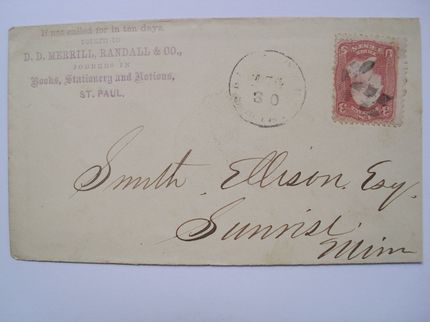 If not called for in ten days,
return to
D. D. MERRILL, RANDALL & CO.,
JOBBERS IN
Books, Stationery and Notions,
ST. PAUL.
30
Smith Ellison, Esq.
Sunrise,
Minn